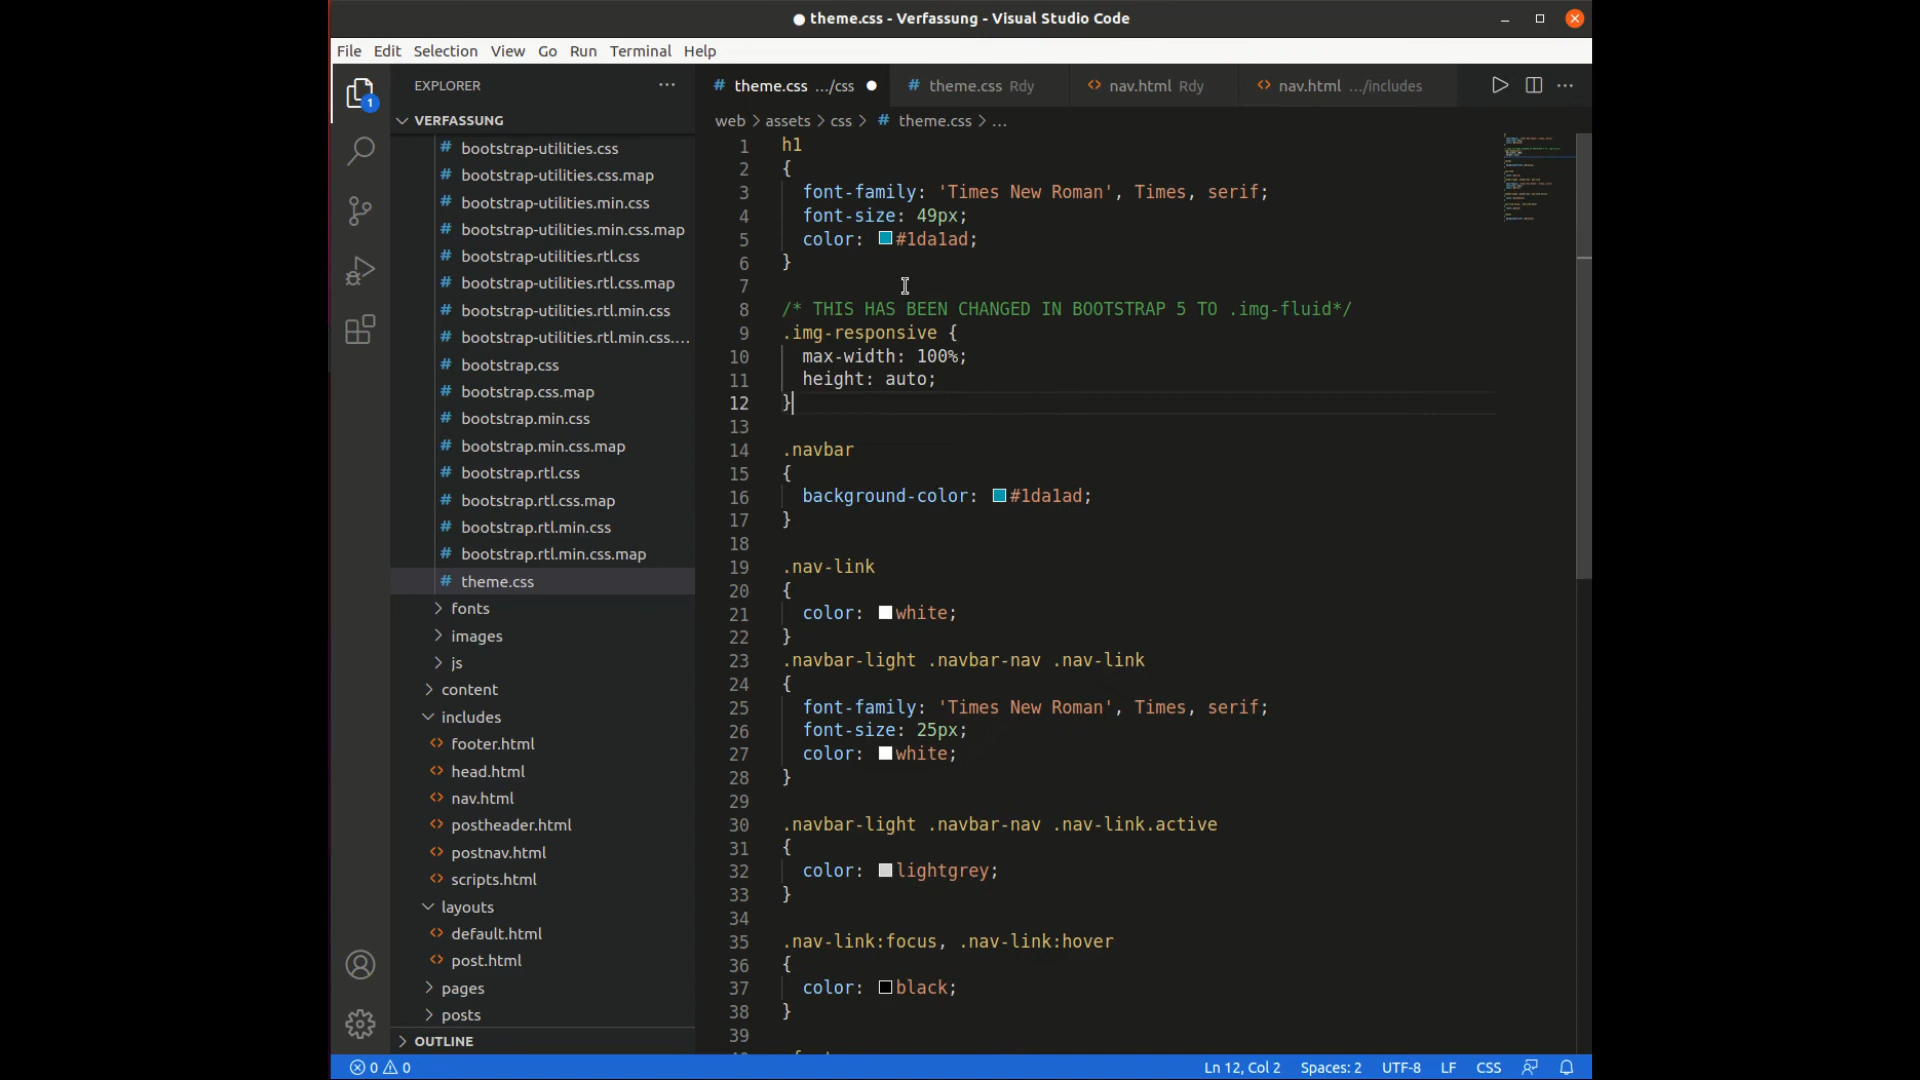 theme.css - Verfassung - Visual Studio Code
File Edit Selection View Go Run Terminal Help
1
EXPLORER ···
# theme.css .../css
# theme.css Rdy
<> nav.html Rdy
<> nav.html .../includes
VERFASSUNG
web > assets > css > # theme.css > ...
# bootstrap-utilities.css
# bootstrap-utilities.css.map
# bootstrap-utilities.min.css
# bootstrap-utilities.min.css.map
# bootstrap-utilities.rtl.css
# bootstrap-utilities.rtl.css.map
# bootstrap-utilities.rtl.min.css
# bootstrap-utilities.rtl.min.css....
# bootstrap.css
# bootstrap.css.map
# bootstrap.min.css
# bootstrap.min.css.map
# bootstrap.rtl.css
# bootstrap.rtl.css.map
# bootstrap.rtl.min.css
# bootstrap.rtl.min.css.map
# theme.css
> fonts
> images
> js
> content
includes
<> footer.html
<> head.html
<> nav.html
<> postheader.html
<> postnav.html
<> scripts.html
layouts
<> default.html
<> post.html
> pages
> posts
> OUTLINE
1 h1
2 {
3 font-family: 'Times New Roman', Times, serif;
4 font-size: 49px;
5 color: #1da1ad;
6 }
7
8 /* THIS HAS BEEN CHANGED IN BOOTSTRAP 5 TO .img-fluid*/
9 .img-responsive {
10 max-width: 100%;
11 height: auto;
12 }
13
14 .navbar
15 {
16 background-color: #1da1ad;
17 }
18
19 .nav-link
20 {
21 color: white;
22 }
23 .navbar-light .navbar-nav .nav-link
24 {
25 font-family: 'Times New Roman', Times, serif;
26 font-size: 25px;
27 color: white;
28 }
29
30 .navbar-light .navbar-nav .nav-link.active
31 {
32 color: lightgrey;
33 }
34
35 .nav-link:focus, .nav-link:hover
36 {
37 color: black;
38 }
39
0 0
Ln 12, Col 2 Spaces: 2 UTF-8 LF CSS